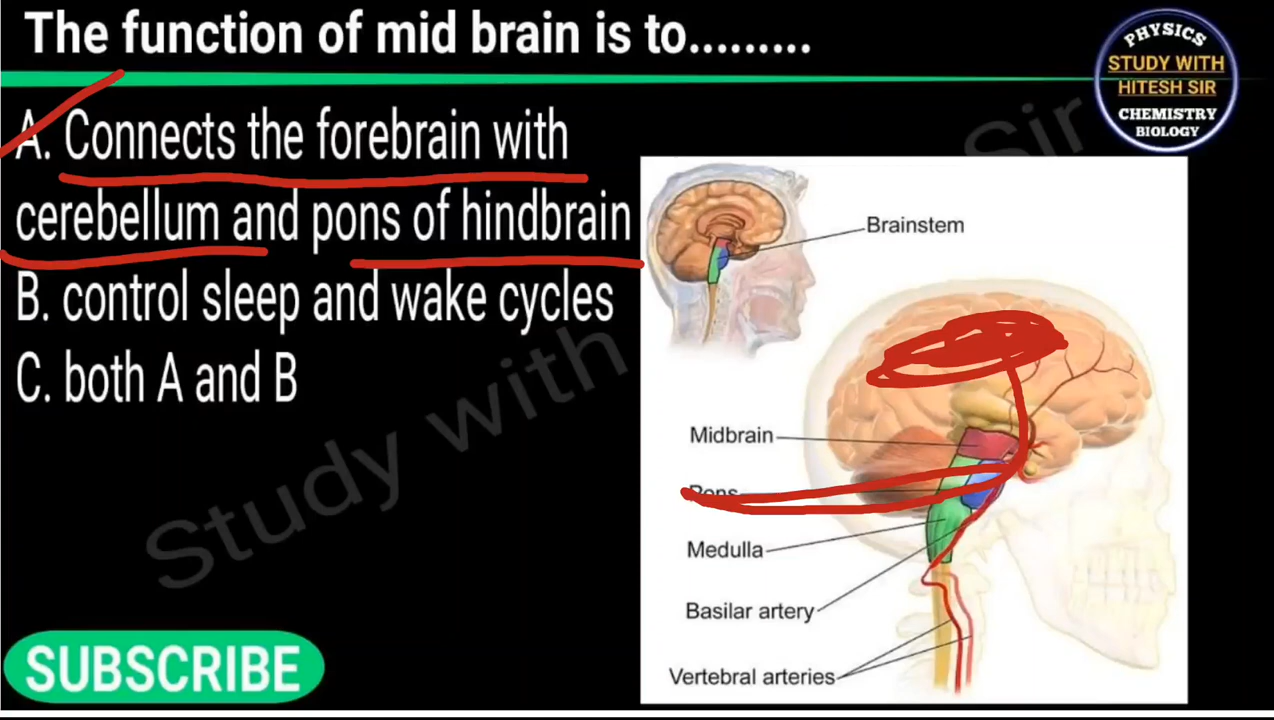 The function of mid brain is to.........
PHYSICS
STUDY WITH
HITESH SIR
CHEMISTRY
BIOLOGY
A. Connects the forebrain with
cerebellum and pons of hindbrain
B. control sleep and wake cycles
C. both A and B
Sir
Study with
Brainstem
Midbrain
Pons
Medulla
Basilar artery
Vertebral arteries
SUBSCRIBE